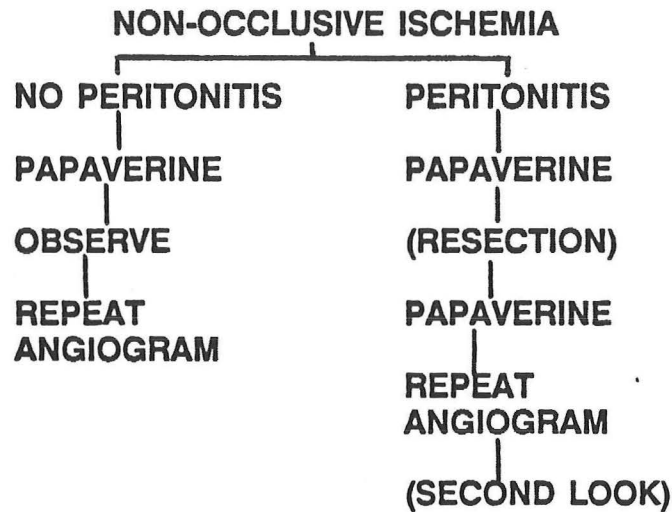 NON-OCCLUSIVE ISCHEMIA
NO PERITONITIS
PAPAVERINE
OBSERVE
REPEAT
ANGIOGRAM
PERITONITIS
PAPAVERINE
(RESECTION)
PAPAVERINE
REPEAT
ANGIOGRAM
(SECOND LOOK)